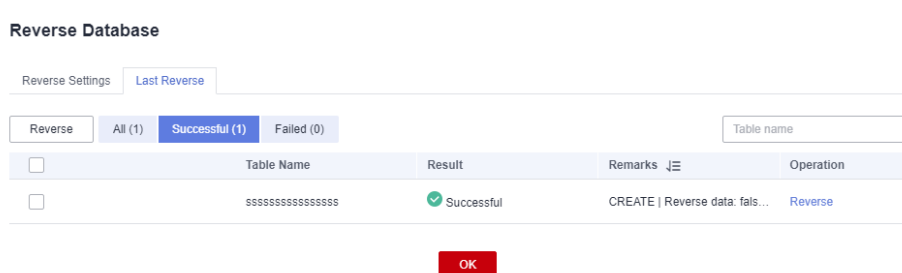 Reverse Database
Reverse Settings Last Reverse
Reverse All (1) Successful (1) Failed (0) Table name
Table Name Result Remarks Operation
ssssssssssssssss Successful CREATE | Reverse data: fals... Reverse
OK